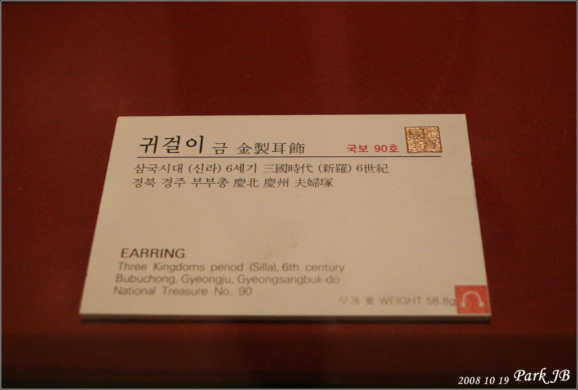 귀걸이 금 金製耳飾 국보 90호
삼국시대 (신라) 6세기 三國時代 (新羅) 6世紀
경북 경주 부부총 慶北 慶州 夫婦塚
EARRING
Three Kingdoms period (Silla), 6th century
Bubuchong, Gyeongju, Gyeongsangbuk-do
National Treasure No. 90
무게 重 WEIGHT 58.8g
2008 10 19 Park JB